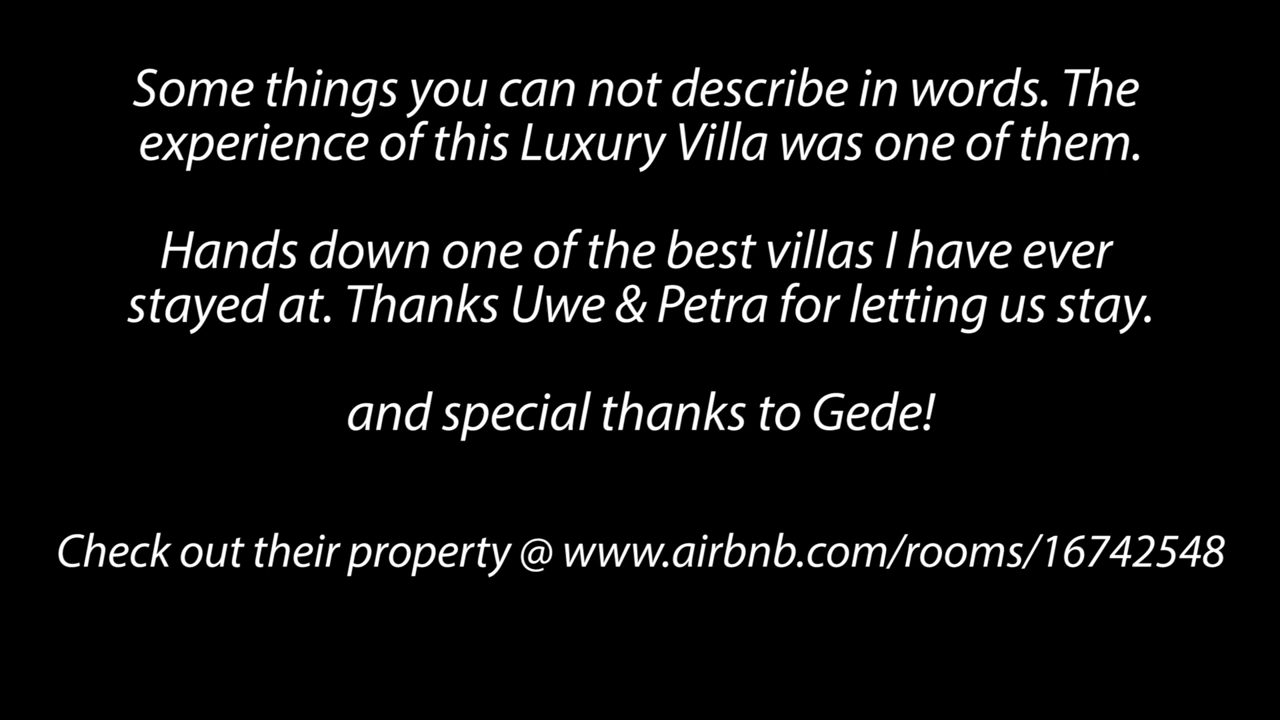 Some things you can not describe in words. The
experience of this Luxury Villa was one of them.
Hands down one of the best villas I have ever
stayed at. Thanks Uwe & Petra for letting us stay.
and special thanks to Gede!
Check out their property @ www.airbnb.com/rooms/16742548